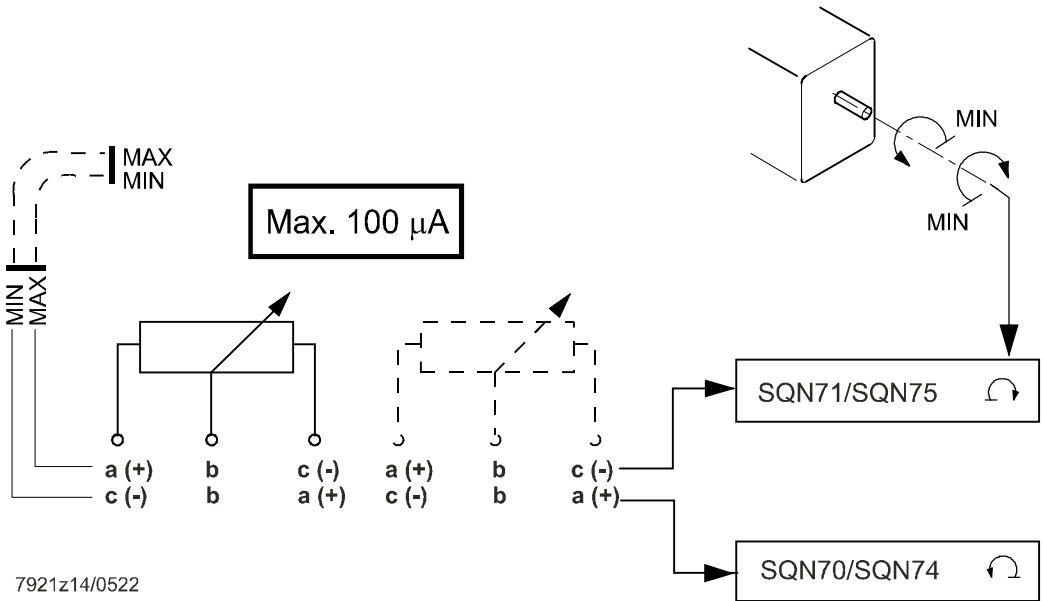 MIN
MAX
MIN
MIN
Max. 100 μA
MIN
MAX
SQN71/SQN75
a (+) b c (-) a (+) b c (-)
c (-) b a (+) c (-) b a (+)
SQN70/SQN74
7921z14/0522